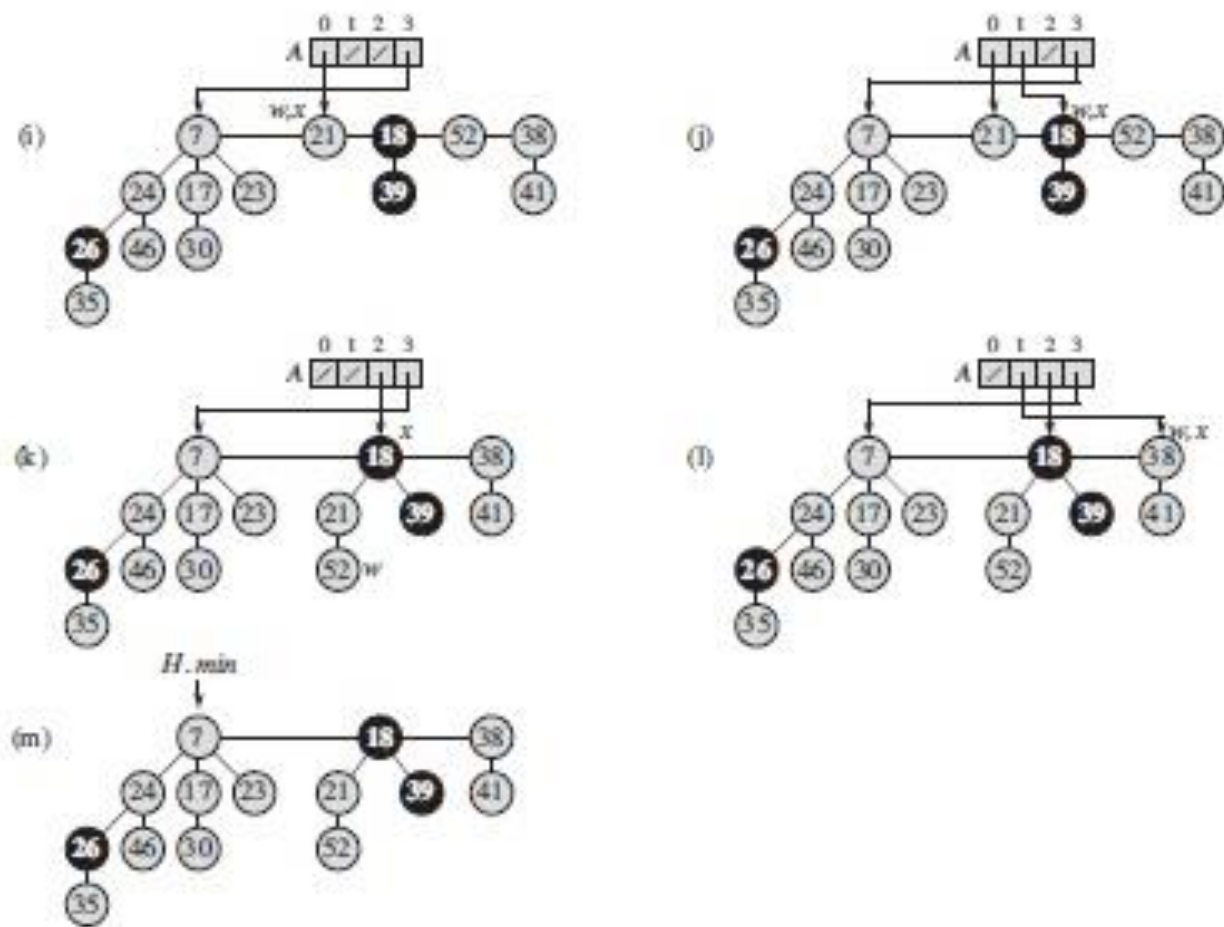 0 1 2 3 0 1 2 3
A A
w,x w,x
(i) 7 21 18 52 38 (j) 7 21 18 52 38
24 17 23 39 41 24 17 23 39 41
26 46 30 26 46 30
35 35
0 1 2 3 0 1 2 3
A A
x w,x
(k) 7 18 38 (l) 7 18 38
24 17 23 21 39 41 24 17 23 21 39 41
26 46 30 52 w 26 46 30 52
35 35
H.min
(m) 7 18 38
24 17 23 21 39 41
26 46 30 52
35